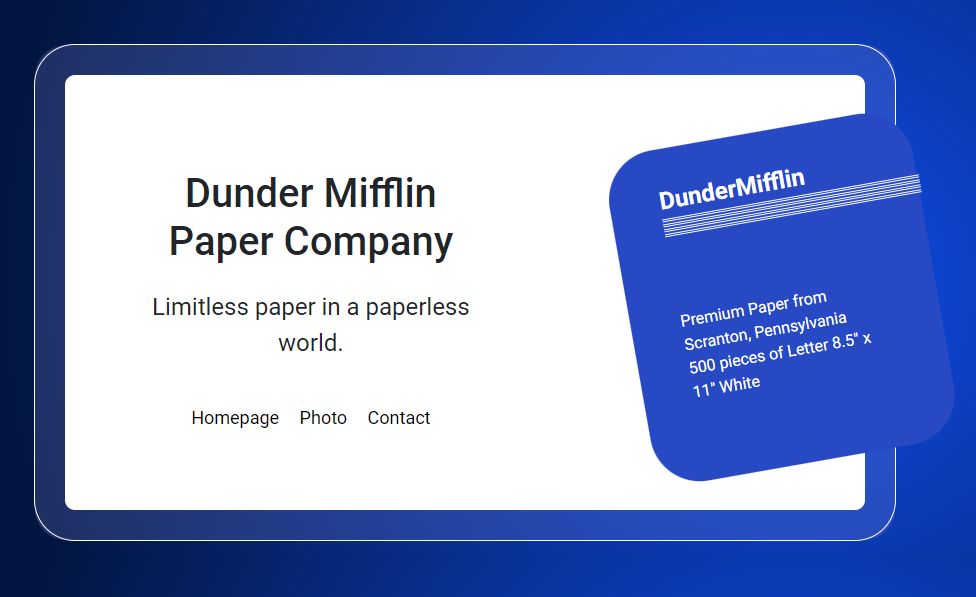 Dunder Mifflin
Paper Company
Limitless paper in a paperless
world.
Homepage Photo Contact
DunderMifflin
Premium Paper from
Scranton, Pennsylvania
500 pieces of Letter 8.5" x
11" White